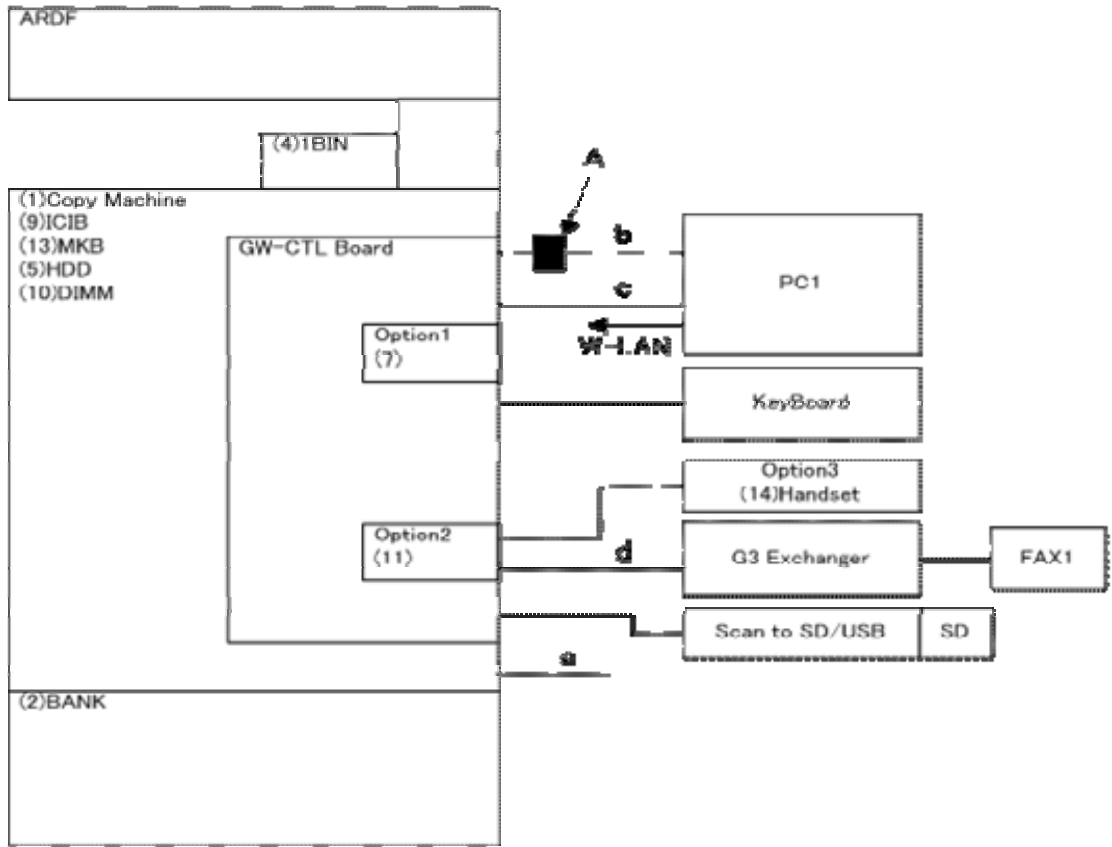 ARDF
(4)1BIN
(1)Copy Machine
(9)ICIB
(13)MKB
(5)HDD
(10)DIMM
GW-CTL Board
Option1
(7)
Option2
(11)
A
b
c
W-LAN
PC1
KeyBoard
Option3
(14)Handset
d
G3 Exchanger
FAX1
Scan to SD/USB
SD
a
(2)BANK